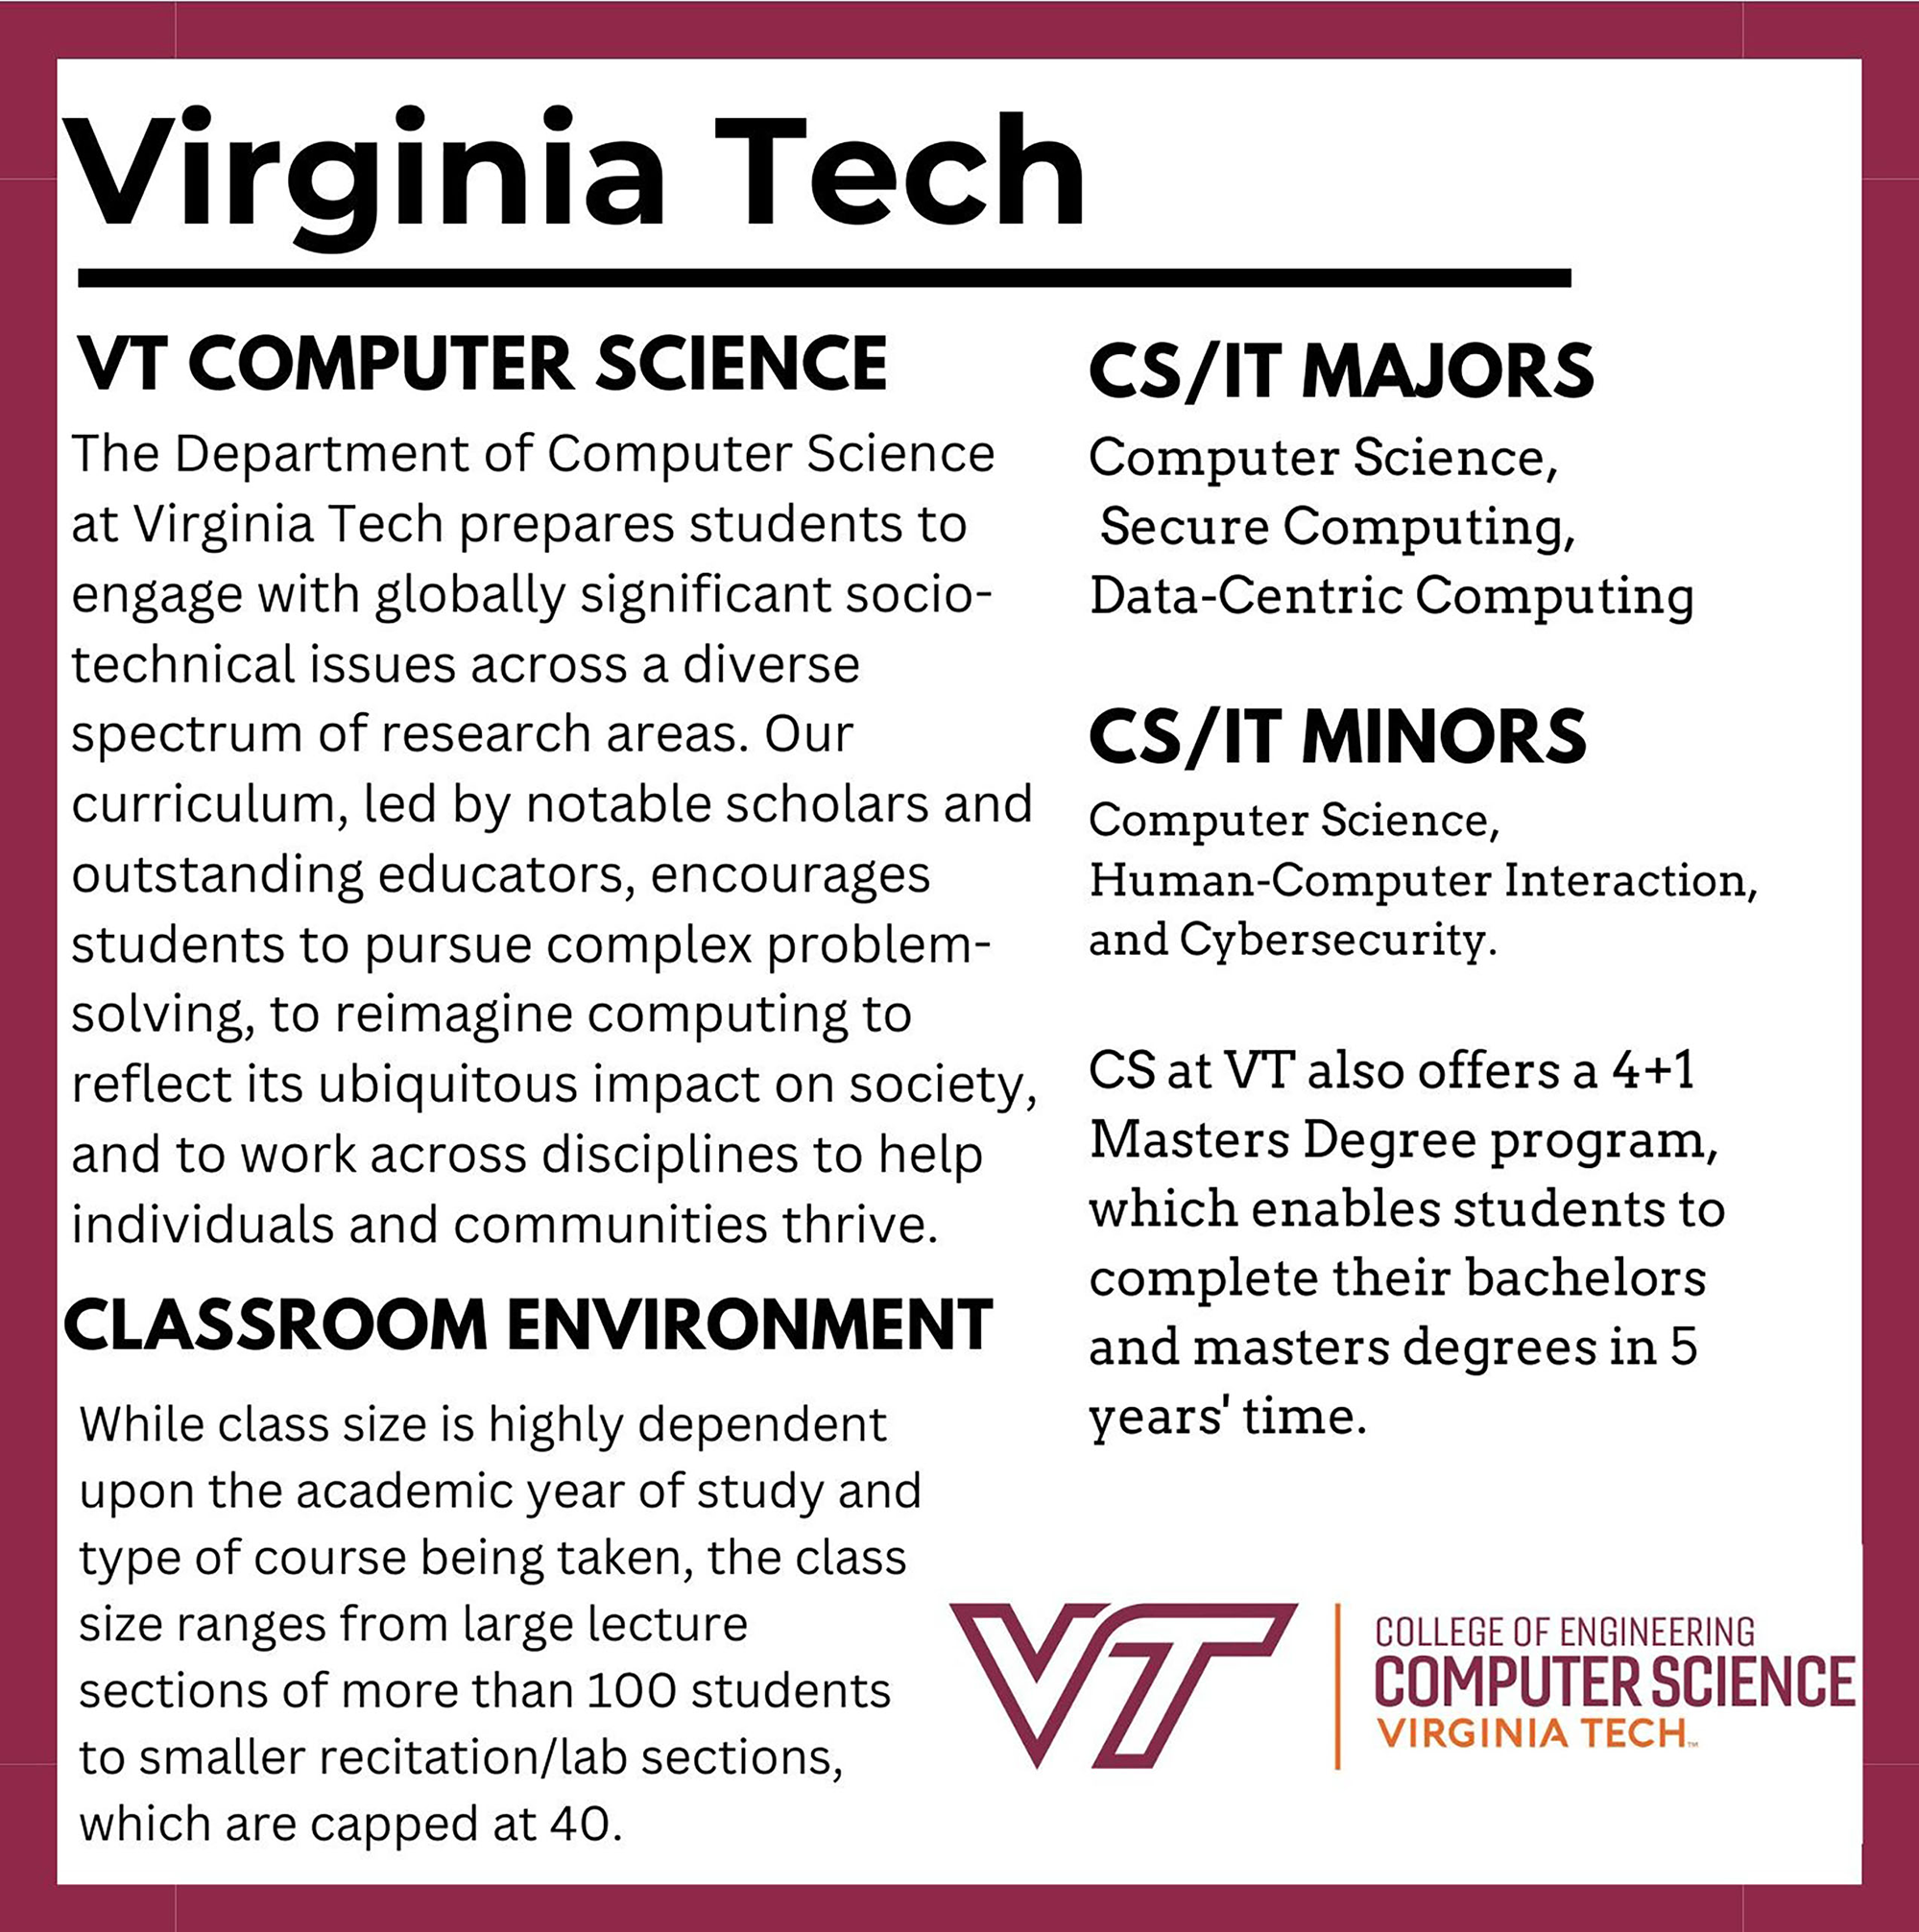 Virginia Tech
VT COMPUTER SCIENCE
The Department of Computer Science
at Virginia Tech prepares students to
engage with globally significant socio-
technical issues across a diverse
spectrum of research areas. Our
curriculum, led by notable scholars and
outstanding educators, encourages
students to pursue complex problem-
solving, to reimagine computing to
reflect its ubiquitous impact on society,
and to work across disciplines to help
individuals and communities thrive.
CLASSROOM ENVIRONMENT
While class size is highly dependent
upon the academic year of study and
type of course being taken, the class
size ranges from large lecture
sections of more than 100 students
to smaller recitation/lab sections,
which are capped at 40.
CS/IT MAJORS
Computer Science,
Secure Computing,
Data-Centric Computing
CS/IT MINORS
Computer Science,
Human-Computer Interaction,
and Cybersecurity.
CS at VT also offers a 4+1
Masters Degree program,
which enables students to
complete their bachelors
and masters degrees in 5
years' time.
VT
COLLEGE OF ENGINEERING
COMPUTER SCIENCE
VIRGINIA TECH™